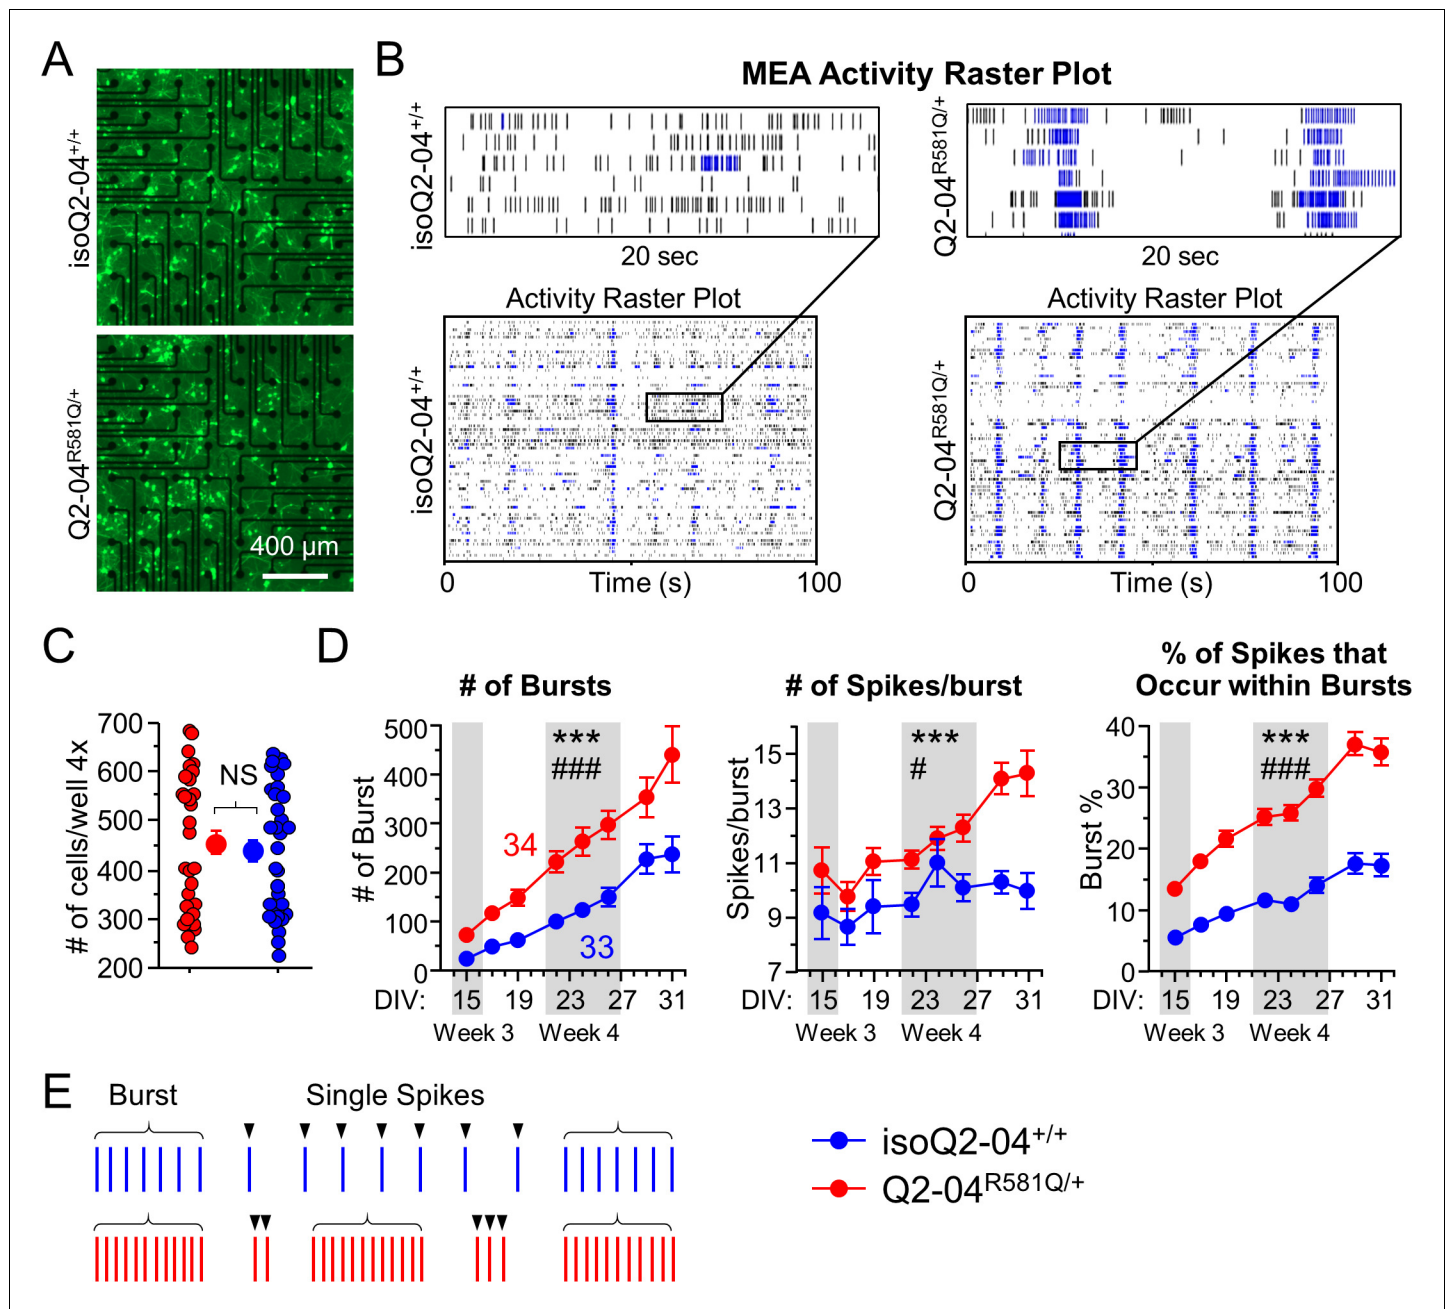 A
isoQ2-04+/+
Q2-04R581Q/+
400 µm
B
MEA Activity Raster Plot
isoQ2-04+/+
20 sec
Q2-04R581Q/+
20 sec
Activity Raster Plot
isoQ2-04+/+
0 Time (s) 100
Activity Raster Plot
Q2-04R581Q/+
0 Time (s) 100
C
# of cells/well 4x
700
600
500
400
300
200
NS
D
# of Bursts
# of Burst
500
400
300
200
100
0
***
###
34
33
DIV: 15 19 23 27 31
Week 3 Week 4
# of Spikes/burst
Spikes/burst
15
13
11
9
7
***
#
DIV: 15 19 23 27 31
Week 3 Week 4
% of Spikes that
Occur within Bursts
Burst %
40
30
20
10
0
***
###
DIV: 15 19 23 27 31
Week 3 Week 4
E
Burst Single Spikes
isoQ2-04+/+
Q2-04R581Q/+